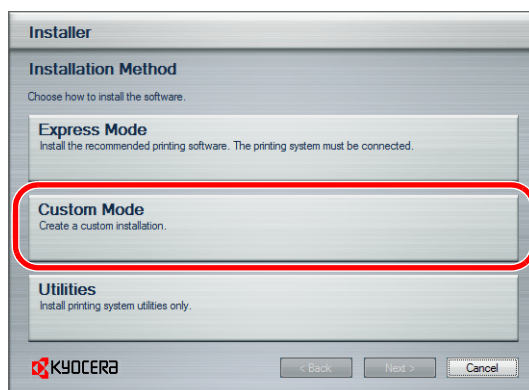 Installer
Installation Method
Choose how to install the software.
Express Mode
Install the recommended printing software. The printing system must be connected.
Custom Mode
Create a custom installation.
Utilities
Install printing system utilities only.
KYOCERA
< Back
Next >
Cancel